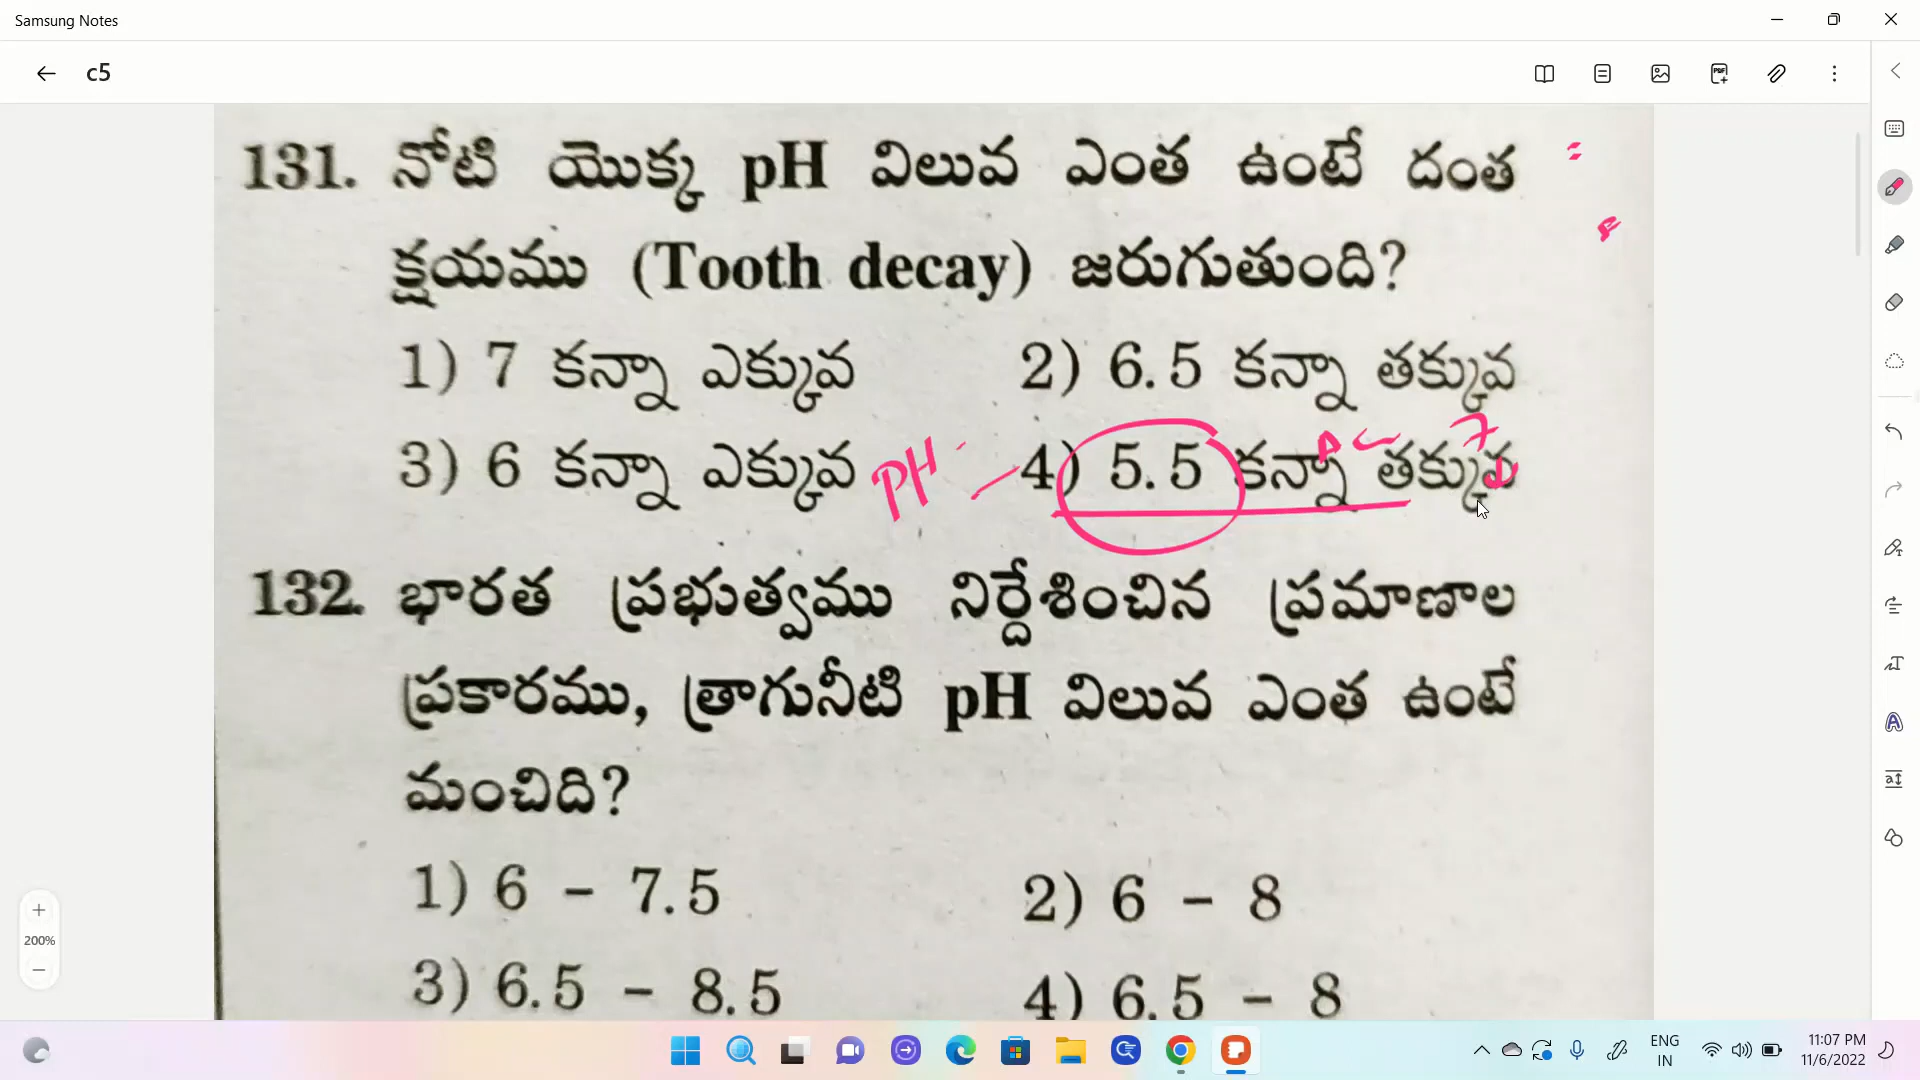 Samsung Notes
c5
131. నోటి యొక్క pH విలువ ఎంత ఉంటే దంత
క్షయము (Tooth decay) జరుగుతుంది?
1) 7 కన్నా ఎక్కువ 2) 6.5 కన్నా తక్కువ
3) 6 కన్నా ఎక్కువ PH 4) 5.5 కన్నా తక్కువ
A 7
132. భారత ప్రభుత్వము నిర్దేశించిన ప్రమాణాల
ప్రకారము, త్రాగునీటి pH విలువ ఎంత ఉంటే
మంచిది?
1) 6 - 7.5 2) 6 - 8
3) 6.5 - 8.5 4) 6.5 - 8
200%
ENG
IN
11:07 PM
11/6/2022